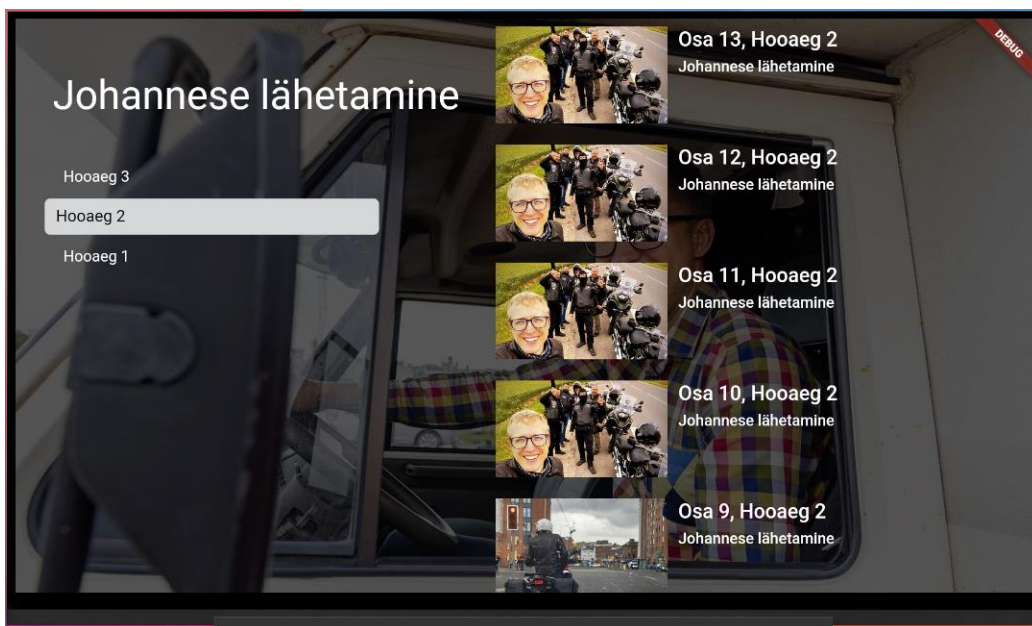 Johannese lähetamine
Hooaeg 3
Hooaeg 2
Hooaeg 1
Osa 13, Hooaeg 2
Johannese lähetamine
Osa 12, Hooaeg 2
Johannese lähetamine
Osa 11, Hooaeg 2
Johannese lähetamine
Osa 10, Hooaeg 2
Johannese lähetamine
Osa 9, Hooaeg 2
Johannese lähetamine
DEBUG